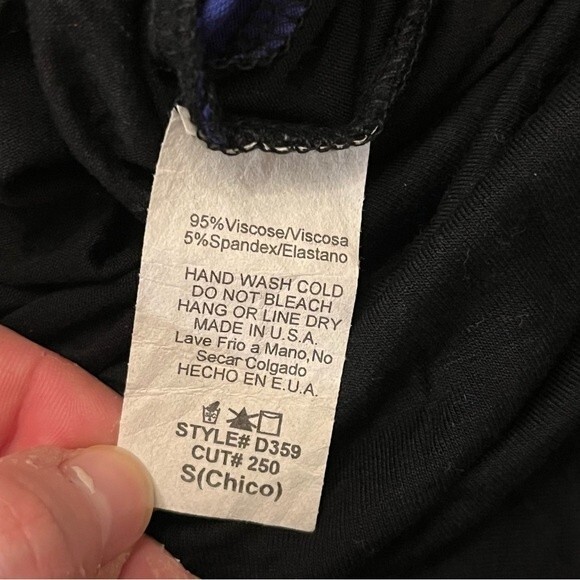 95%Viscose/Viscosa
5%Spandex/Elastano
HAND WASH COLD
DO NOT BLEACH
HANG OR LINE DRY
MADE IN U.S.A.
Lave Frio a Mano,No
Secar Colgado
HECHO EN E.U.A.
STYLE# D359
CUT# 250
S(Chico)